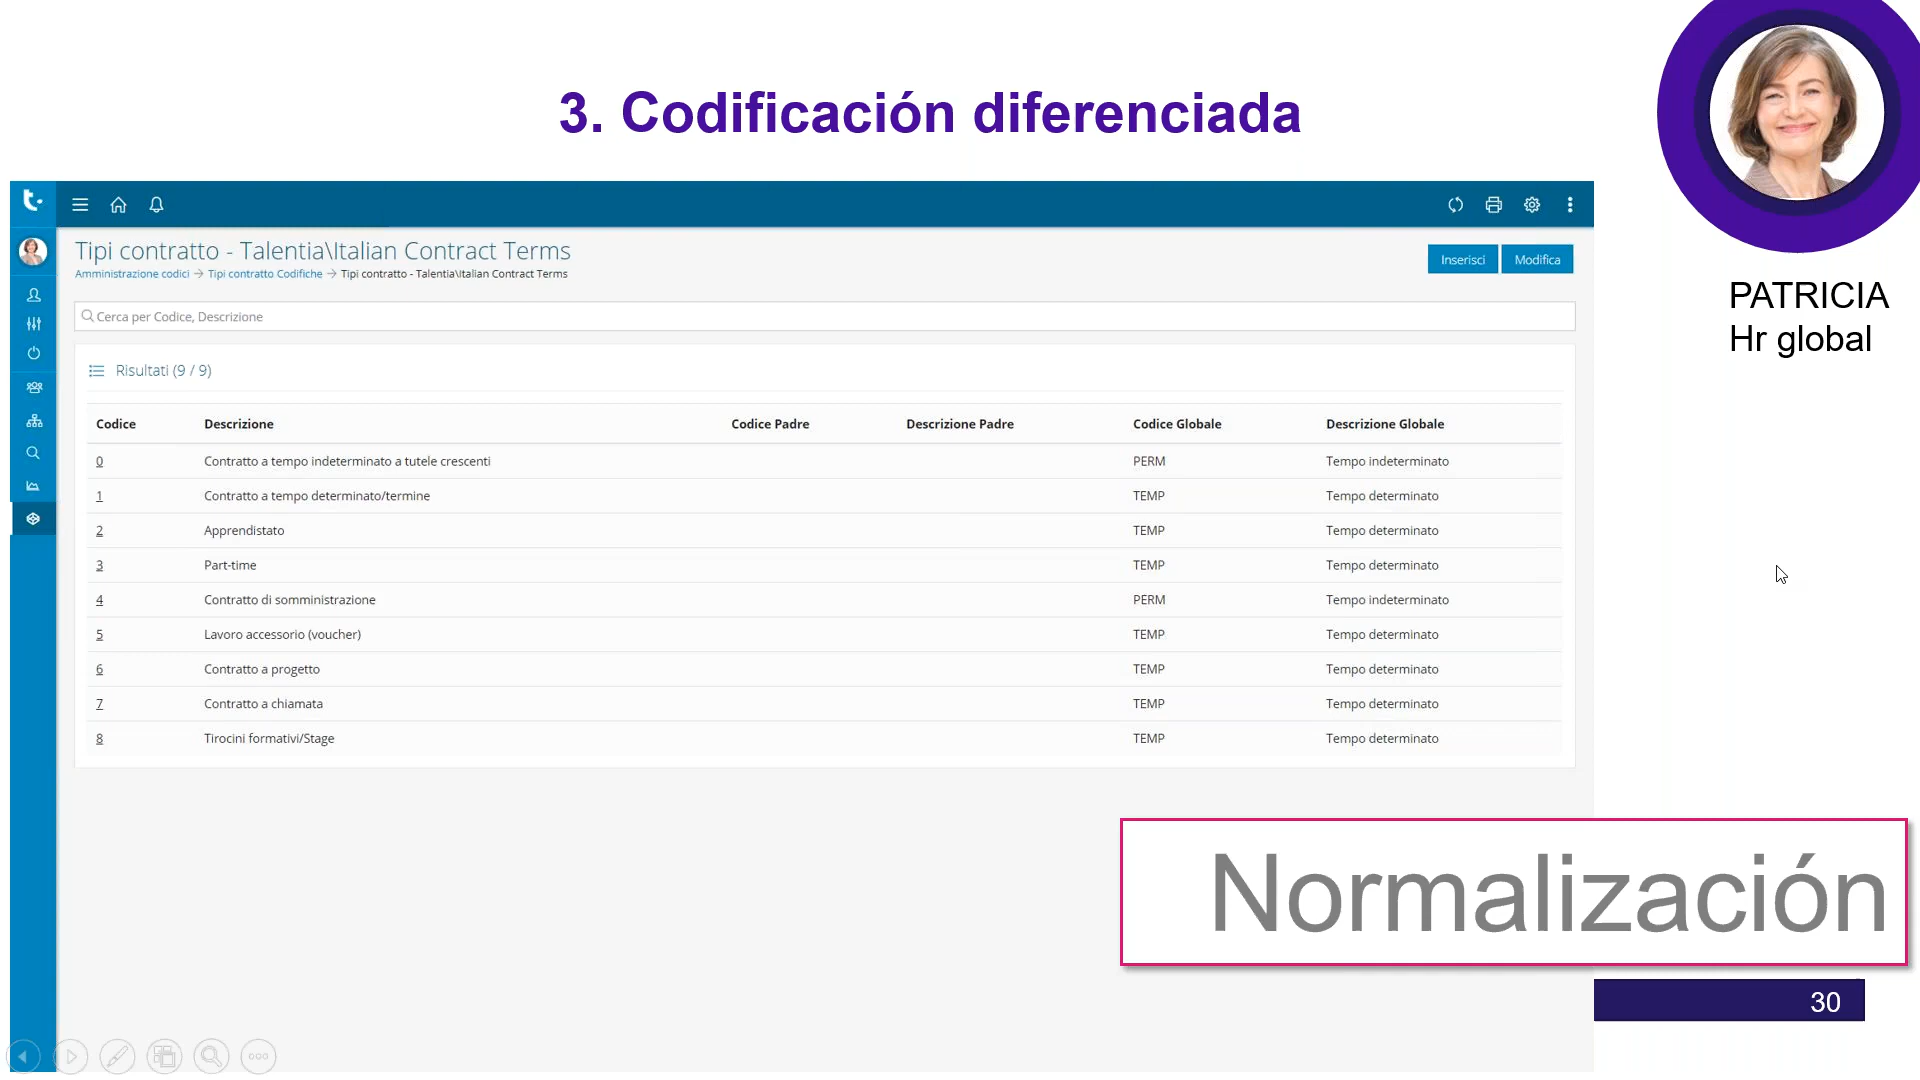 3. Codificación diferenciada
PATRICIA
Hr global
Tipi contratto - Talentia\Italian Contract Terms
Amministrazione codici → Tipi contratto Codifiche → Tipi contratto - Talentia\Italian Contract Terms
Inserisci Modifica
Cerca per Codice, Descrizione
Risultati (9 / 9)
Codice Descrizione Codice Padre Descrizione Padre Codice Globale Descrizione Globale
0 Contratto a tempo indeterminato a tutele crescenti PERM Tempo indeterminato
1 Contratto a tempo determinato/termine TEMP Tempo determinato
2 Apprendistato TEMP Tempo determinato
3 Part-time TEMP Tempo determinato
4 Contratto di somministrazione PERM Tempo indeterminato
5 Lavoro accessorio (voucher) TEMP Tempo determinato
6 Contratto a progetto TEMP Tempo determinato
7 Contratto a chiamata TEMP Tempo determinato
8 Tirocini formativi/Stage TEMP Tempo determinato
Normalización
30